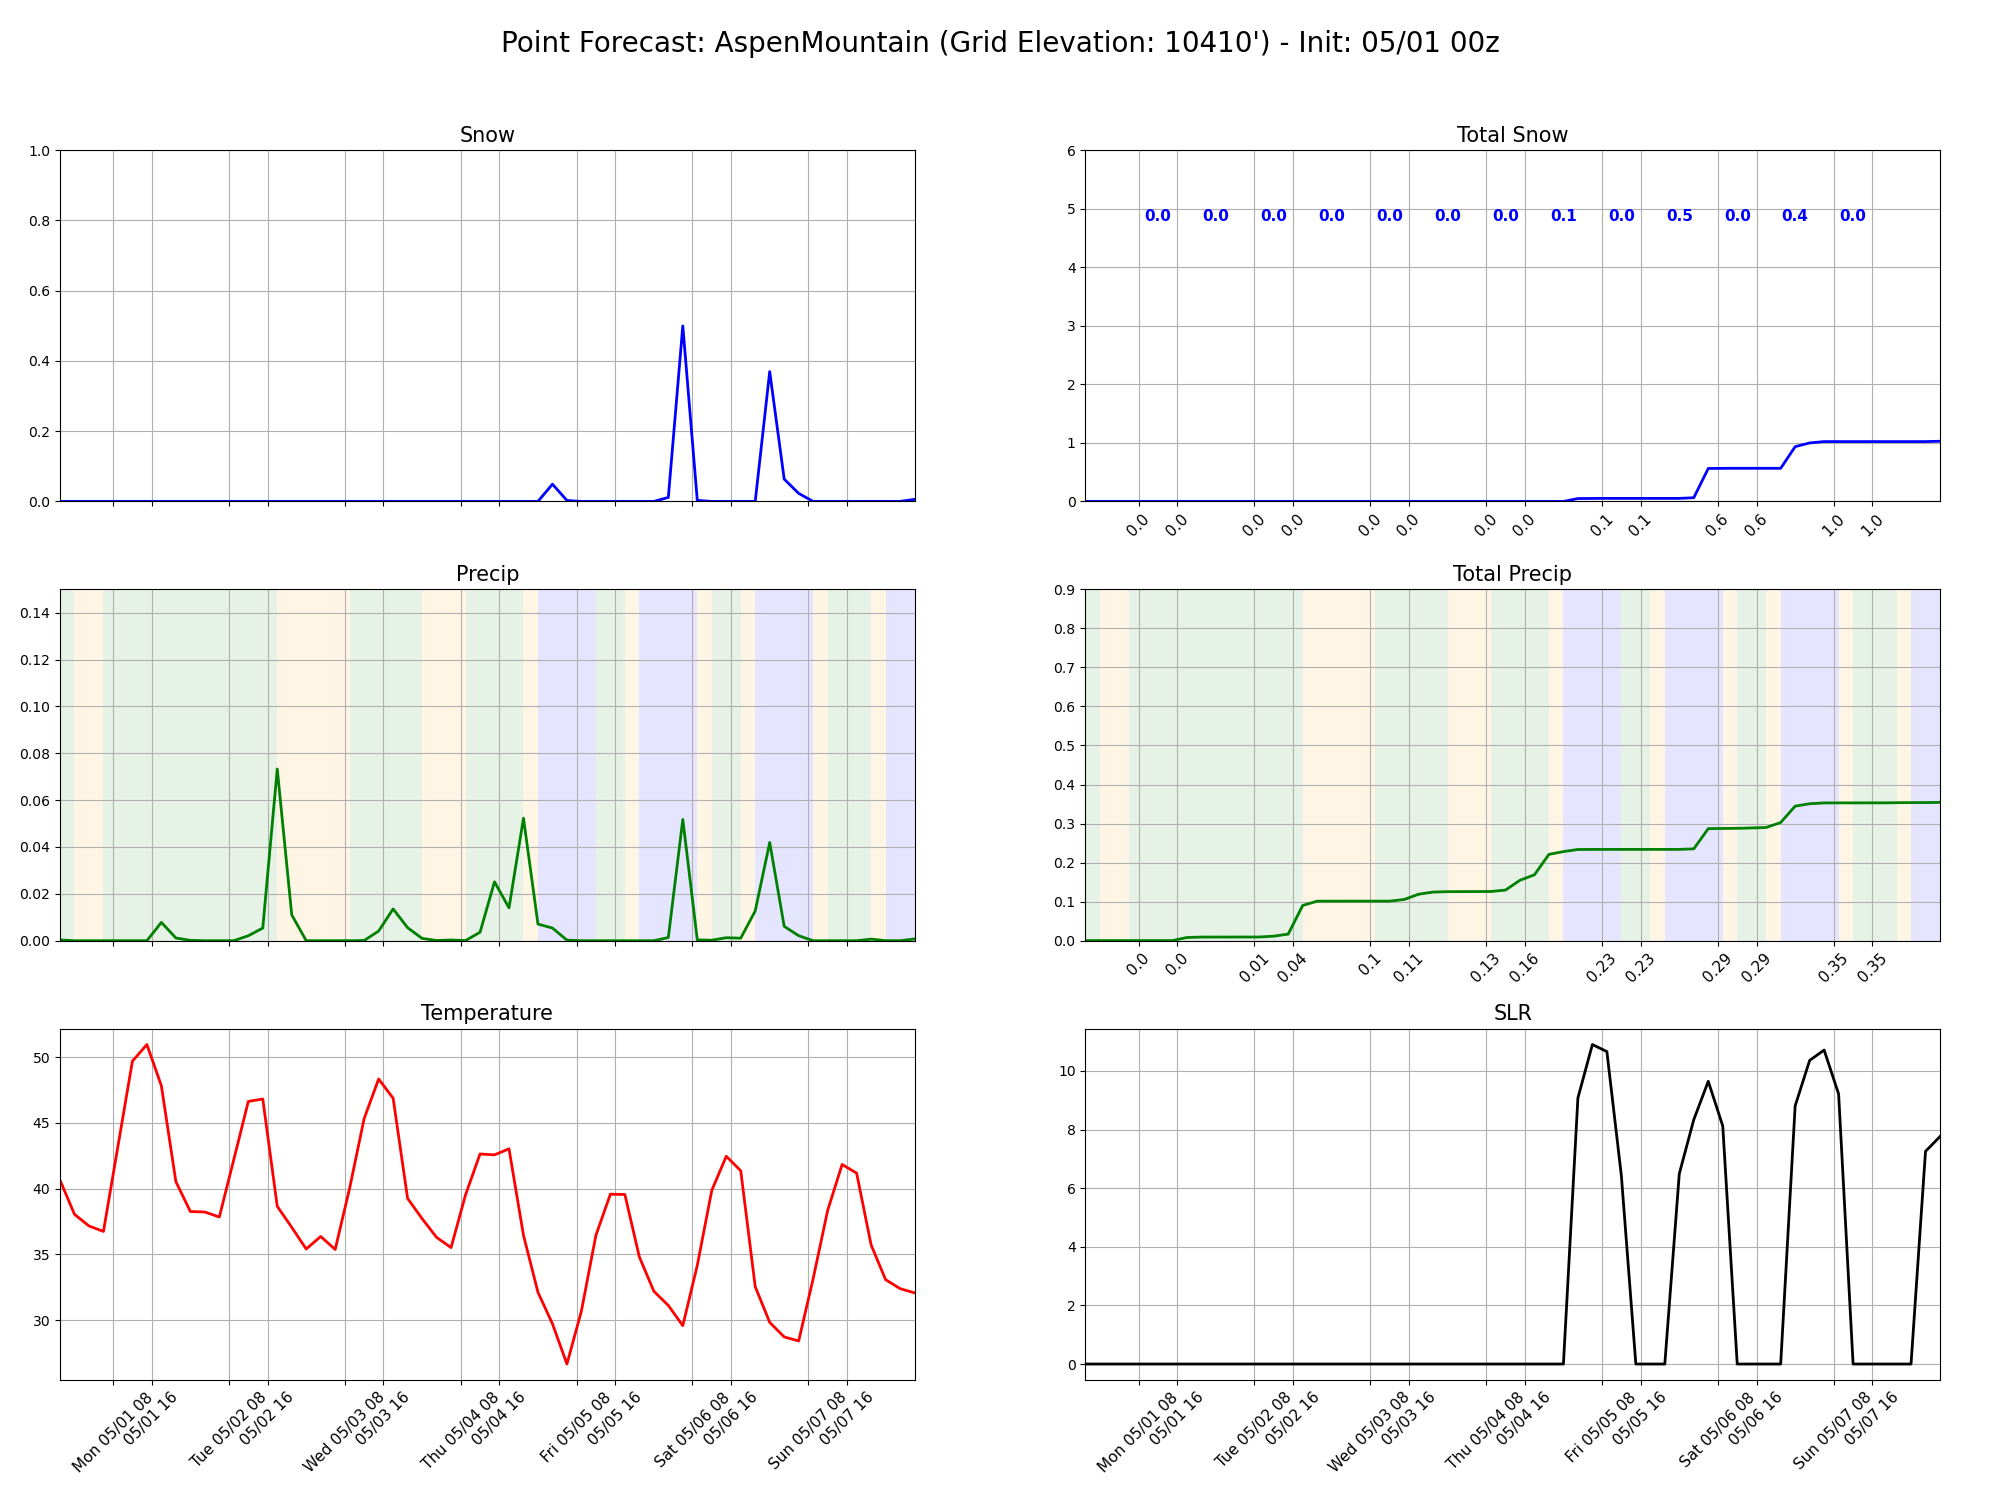 Point Forecast: AspenMountain (Grid Elevation: 10410') - Init: 05/01 00z
Snow
1.0
0.8
0.6
0.4
0.2
0.0
Total Snow
6
5
4
3
2
1
0
0.0 0.0 0.0 0.0 0.0 0.0 0.0 0.1 0.0 0.5 0.0 0.4 0.0
0.0 0.0 0.0 0.0 0.0 0.0 0.0 0.0 0.1 0.1 0.6 0.6 1.0 1.0
Precip
0.14
0.12
0.10
0.08
0.06
0.04
0.02
0.00
Total Precip
0.9
0.8
0.7
0.6
0.5
0.4
0.3
0.2
0.1
0.0
0.0 0.0 0.01 0.04 0.1 0.11 0.13 0.16 0.23 0.23 0.29 0.29 0.35 0.35
Temperature
50
45
40
35
30
Mon 05/01 08
05/01 16
Tue 05/02 08
05/02 16
Wed 05/03 08
05/03 16
Thu 05/04 08
05/04 16
Fri 05/05 08
05/05 16
Sat 05/06 08
05/06 16
Sun 05/07 08
05/07 16
SLR
10
8
6
4
2
0
Mon 05/01 08
05/01 16
Tue 05/02 08
05/02 16
Wed 05/03 08
05/03 16
Thu 05/04 08
05/04 16
Fri 05/05 08
05/05 16
Sat 05/06 08
05/06 16
Sun 05/07 08
05/07 16